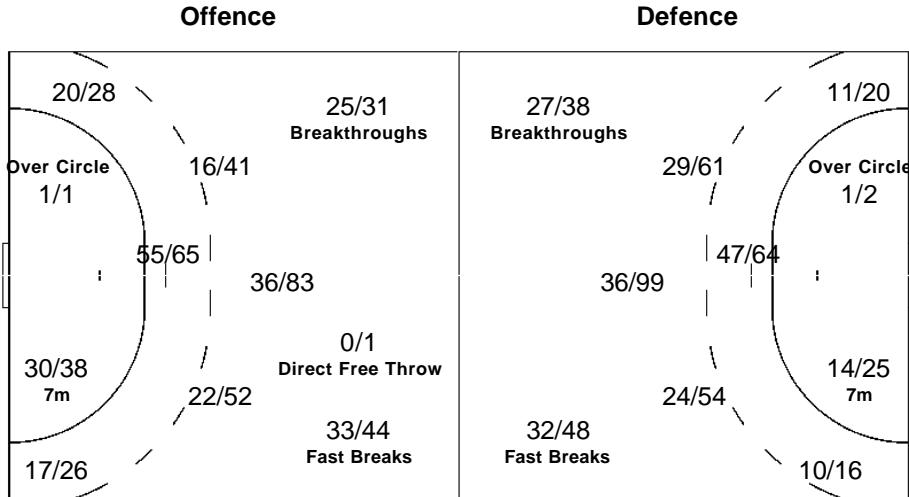 Offence
Defence
20/28
25/31
Breakthroughs
27/38
Breakthroughs
11/20
Over Circle
1/1
16/41
29/61
Over Circle
1/2
55/65
47/64
36/83
36/99
0/1
Direct Free Throw
30/38
7m
14/25
7m
22/52
24/54
33/44
Fast Breaks
32/48
Fast Breaks
17/26
10/16